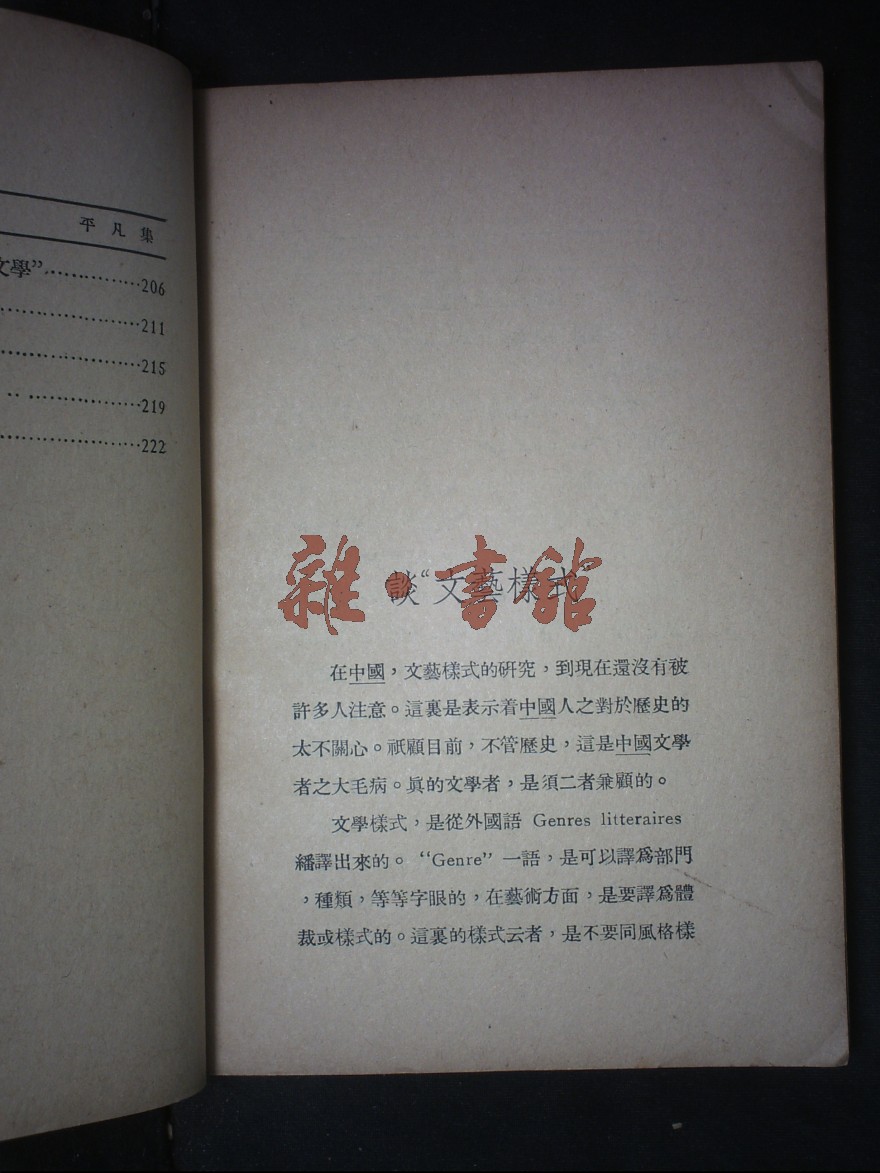 平凡集
文學”··············206
211
215
219
222
談“文藝樣式”
雜·書館
在中國，文藝樣式的硏究，到現在還沒有被
許多人注意。這裏是表示着中國人之對於歷史的
太不關心。祇顧目前，不管歷史，這是中國文學
者之大毛病。眞的文學者，是須二者兼顧的。
文學樣式，是從外國語 Genres litteraires
繙譯出來的。“Genre”一語，是可以譯爲部門
，種類，等等字眼的，在藝術方面，是要譯爲體
裁或樣式的。這裏的樣式云者，是不要同風格樣